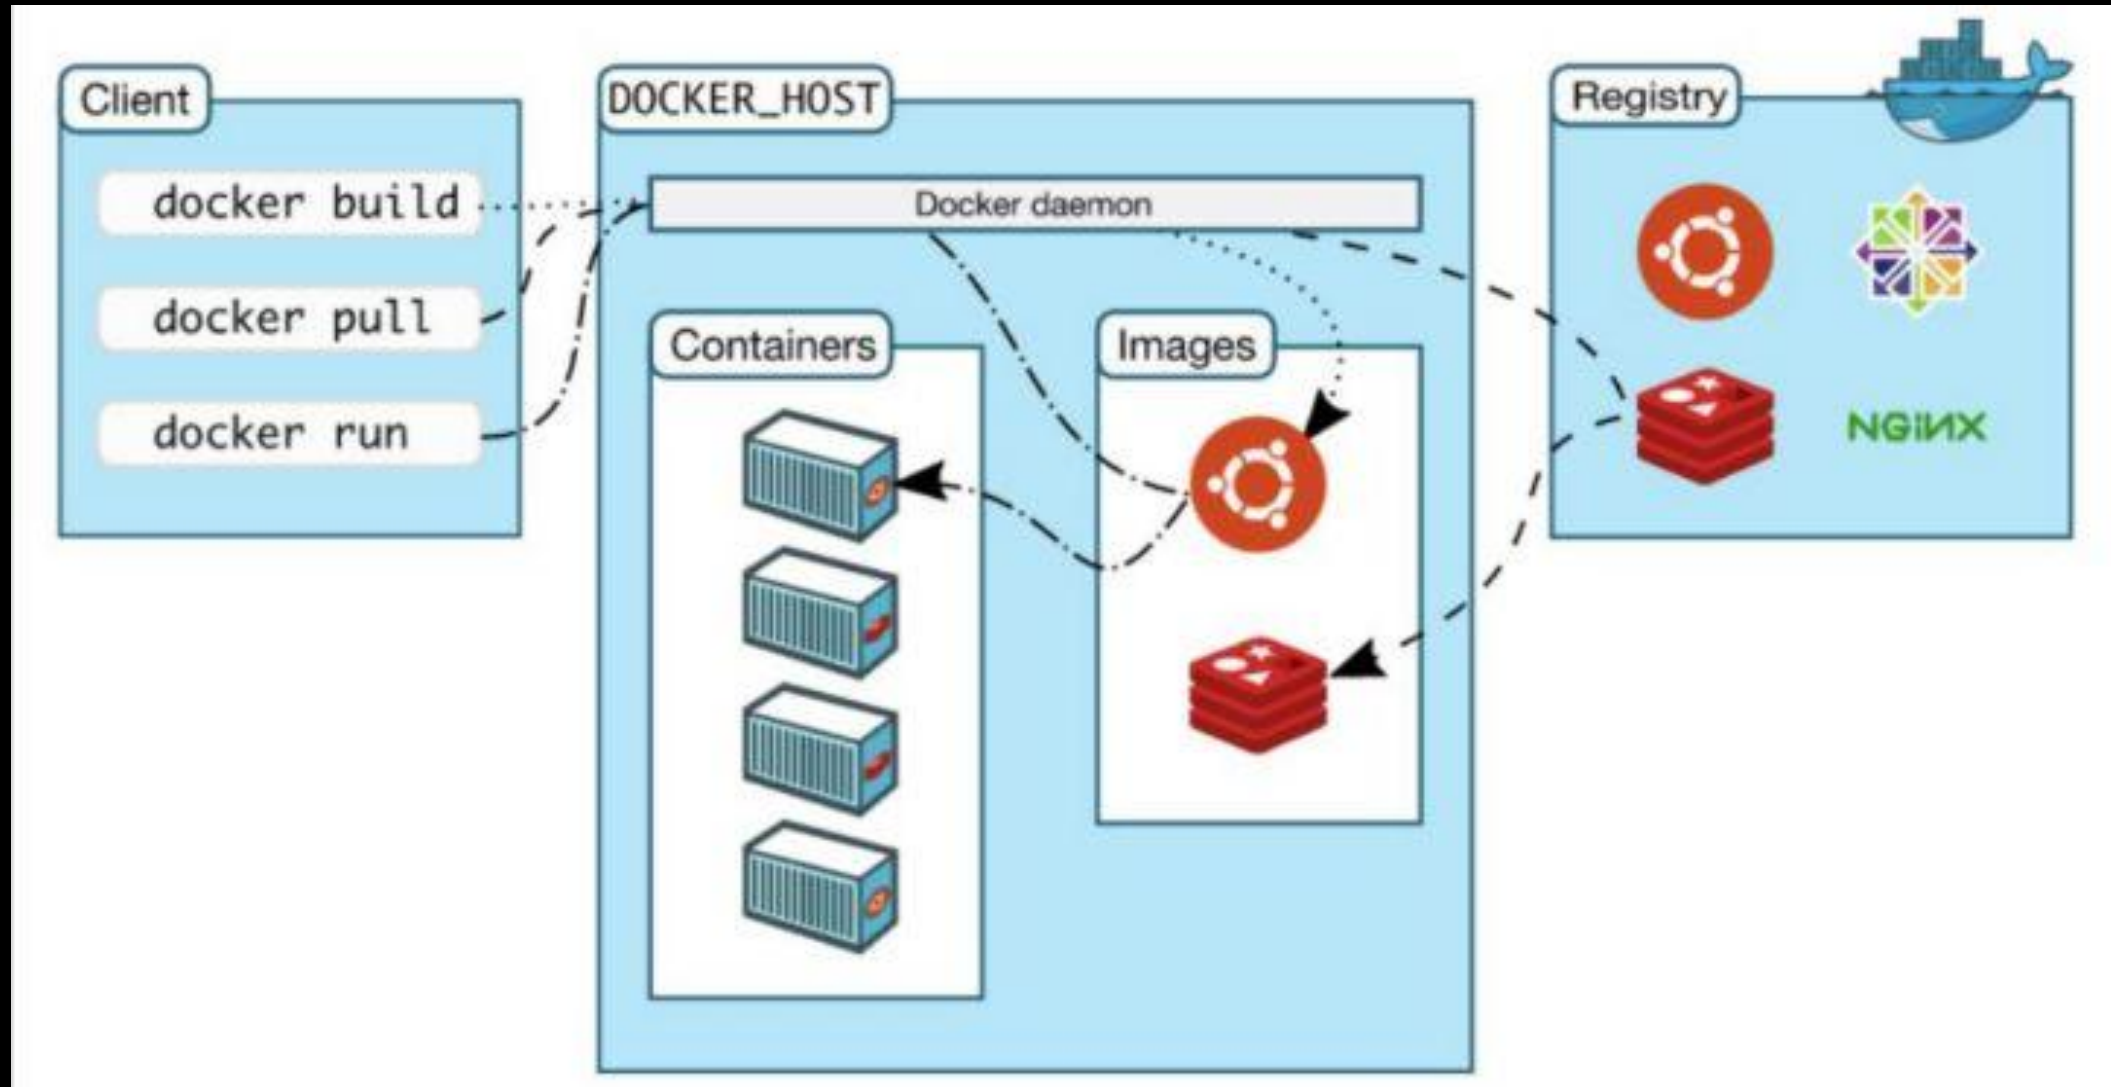 Client
docker build
docker pull
docker run
DOCKER_HOST
Docker daemon
Containers
Images
Registry
NGiNX